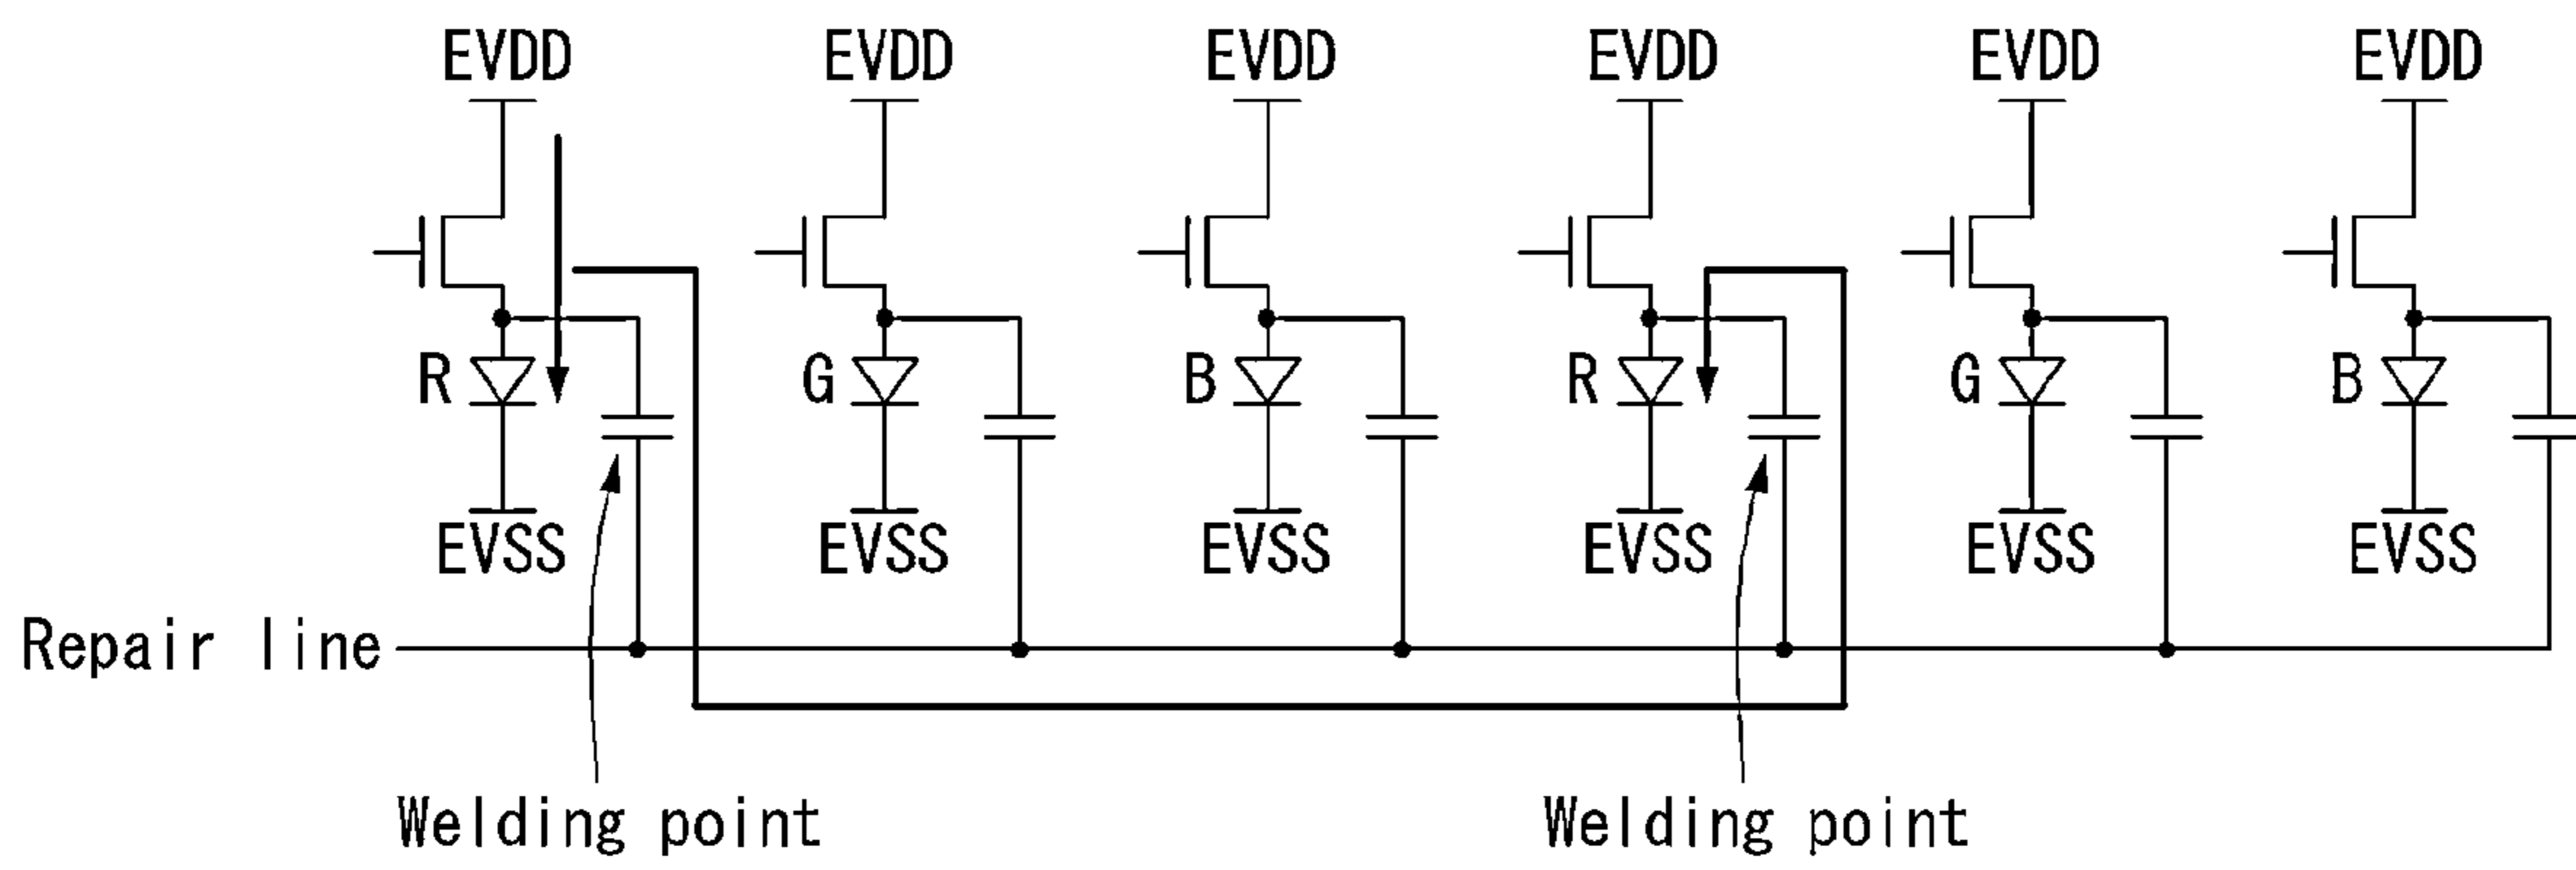 EVDD EVDD EVDD EVDD EVDD EVDD
R G B R G B
EVSS EVSS EVSS EVSS EVSS EVSS
Repair line
Welding point Welding point